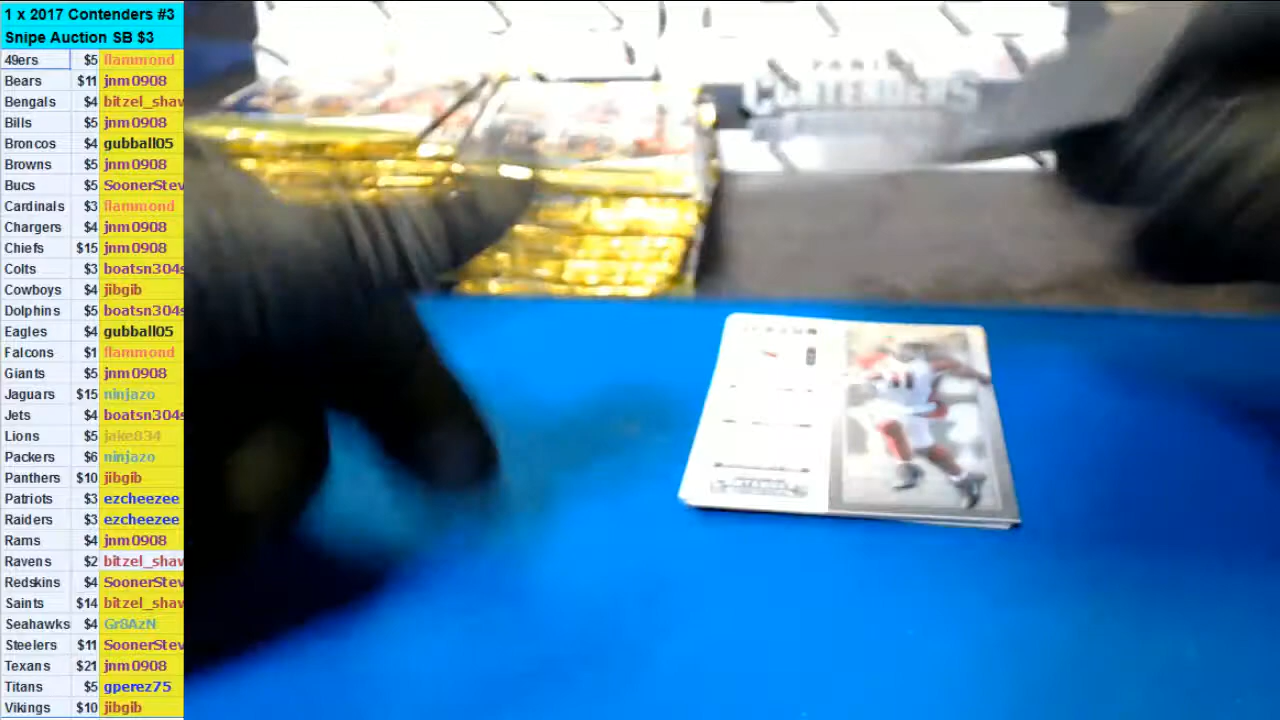 1 x 2017 Contenders #3
Snipe Auction SB $3
49ers $5 flammond
Bears $11 jnm0908
Bengals $4 bitzel_shaw
Bills $5 jnm0908
Broncos $4 gubball05
Browns $5 jnm0908
Bucs $5 SoonerStev
Cardinals $3 flammond
Chargers $4 jnm0908
Chiefs $15 jnm0908
Colts $3 boatsn304s
Cowboys $4 jibgib
Dolphins $5 boatsn304s
Eagles $4 gubball05
Falcons $1 flammond
Giants $5 jnm0908
Jaguars $15 ninjazo
Jets $4 boatsn304s
Lions $5 jake834
Packers $6 ninjazo
Panthers $10 jibgib
Patriots $3 ezcheezee
Raiders $3 ezcheezee
Rams $4 jnm0908
Ravens $2 bitzel_shaw
Redskins $4 SoonerStev
Saints $14 bitzel_shaw
Seahawks $4 Gr8AzN
Steelers $11 SoonerStev
Texans $21 jnm0908
Titans $5 gperez75
Vikings $10 jibgib
PANINI
CONTENDERS